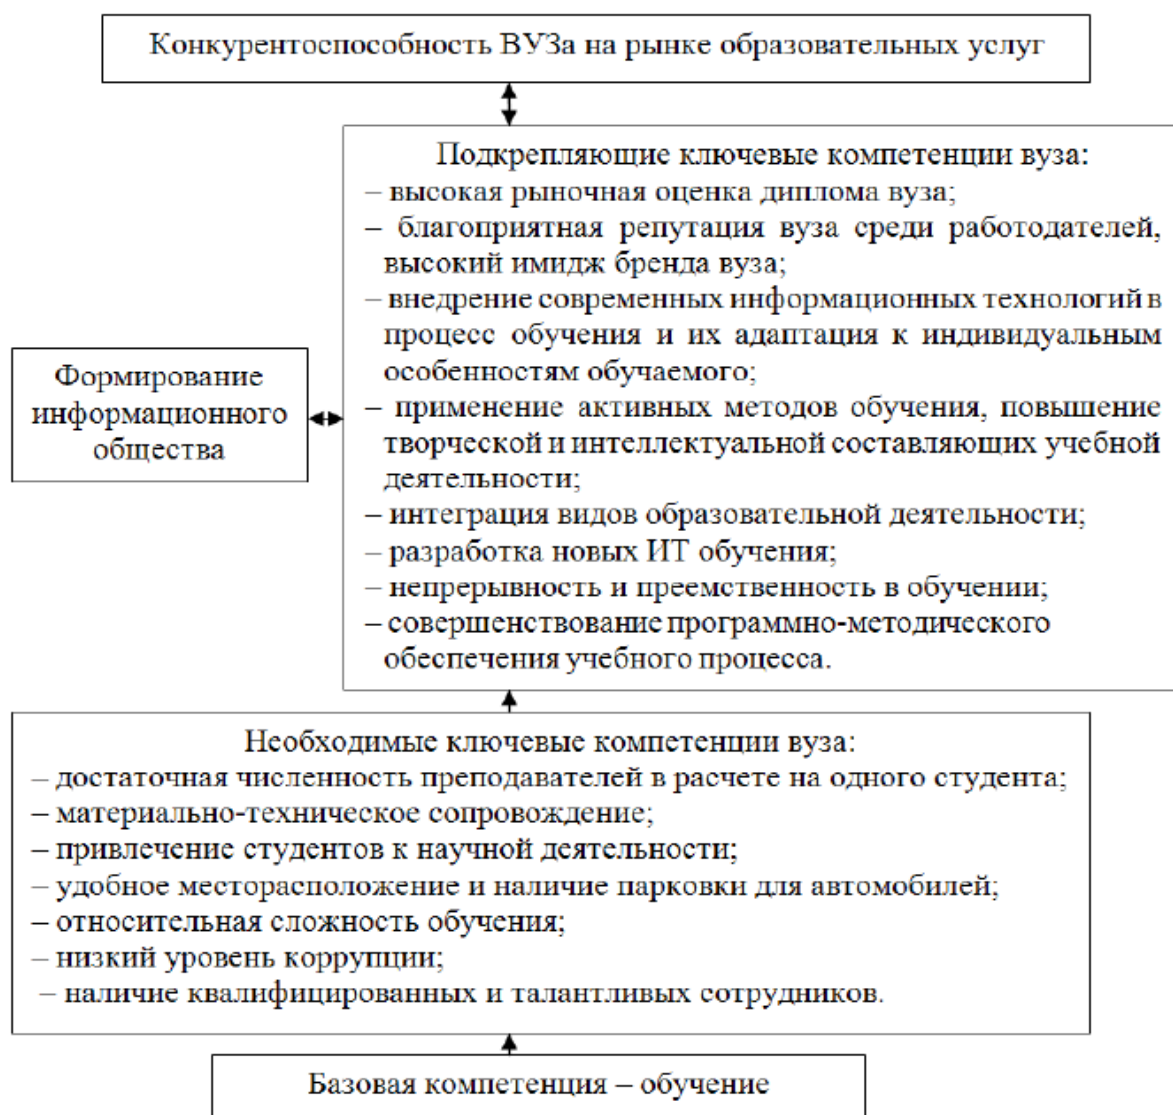 Конкурентоспособность ВУЗа на рынке образовательных услуг
Подкрепляющие ключевые компетенции вуза:
– высокая рыночная оценка диплома вуза;
– благоприятная репутация вуза среди работодателей,
высокий имидж бренда вуза;
– внедрение современных информационных технологий в
процесс обучения и их адаптация к индивидуальным
особенностям обучаемого;
– применение активных методов обучения, повышение
творческой и интеллектуальной составляющих учебной
деятельности;
– интеграция видов образовательной деятельности;
– разработка новых ИТ обучения;
– непрерывность и преемственность в обучении;
– совершенствование программно-методического
обеспечения учебного процесса.
Формирование
информационного
общества
Необходимые ключевые компетенции вуза:
– достаточная численность преподавателей в расчете на одного студента;
– материально-техническое сопровождение;
– привлечение студентов к научной деятельности;
– удобное месторасположение и наличие парковки для автомобилей;
– относительная сложность обучения;
– низкий уровень коррупции;
– наличие квалифицированных и талантливых сотрудников.
Базовая компетенция – обучение